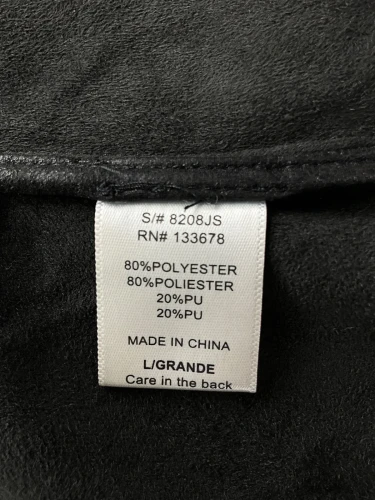 S/# 8208JS
RN# 133678
80%POLYESTER
80%POLIESTER
20%PU
20%PU
MADE IN CHINA
L/GRANDE
Care in the back